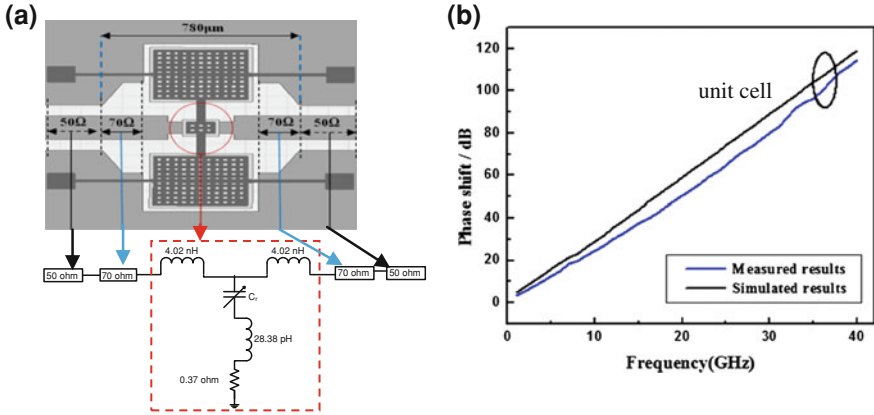 (a)
780μm
50Ω
70Ω
70Ω
50Ω
4.02 nH
4.02 nH
50 ohm
70 ohm
70 ohm
50 ohm
Cr
28.38 pH
0.37 ohm
(b)
120
100
80
60
40
20
0
Phase shift / dB
unit cell
Measured results
Simulated results
0
10
20
30
40
Frequency(GHz)